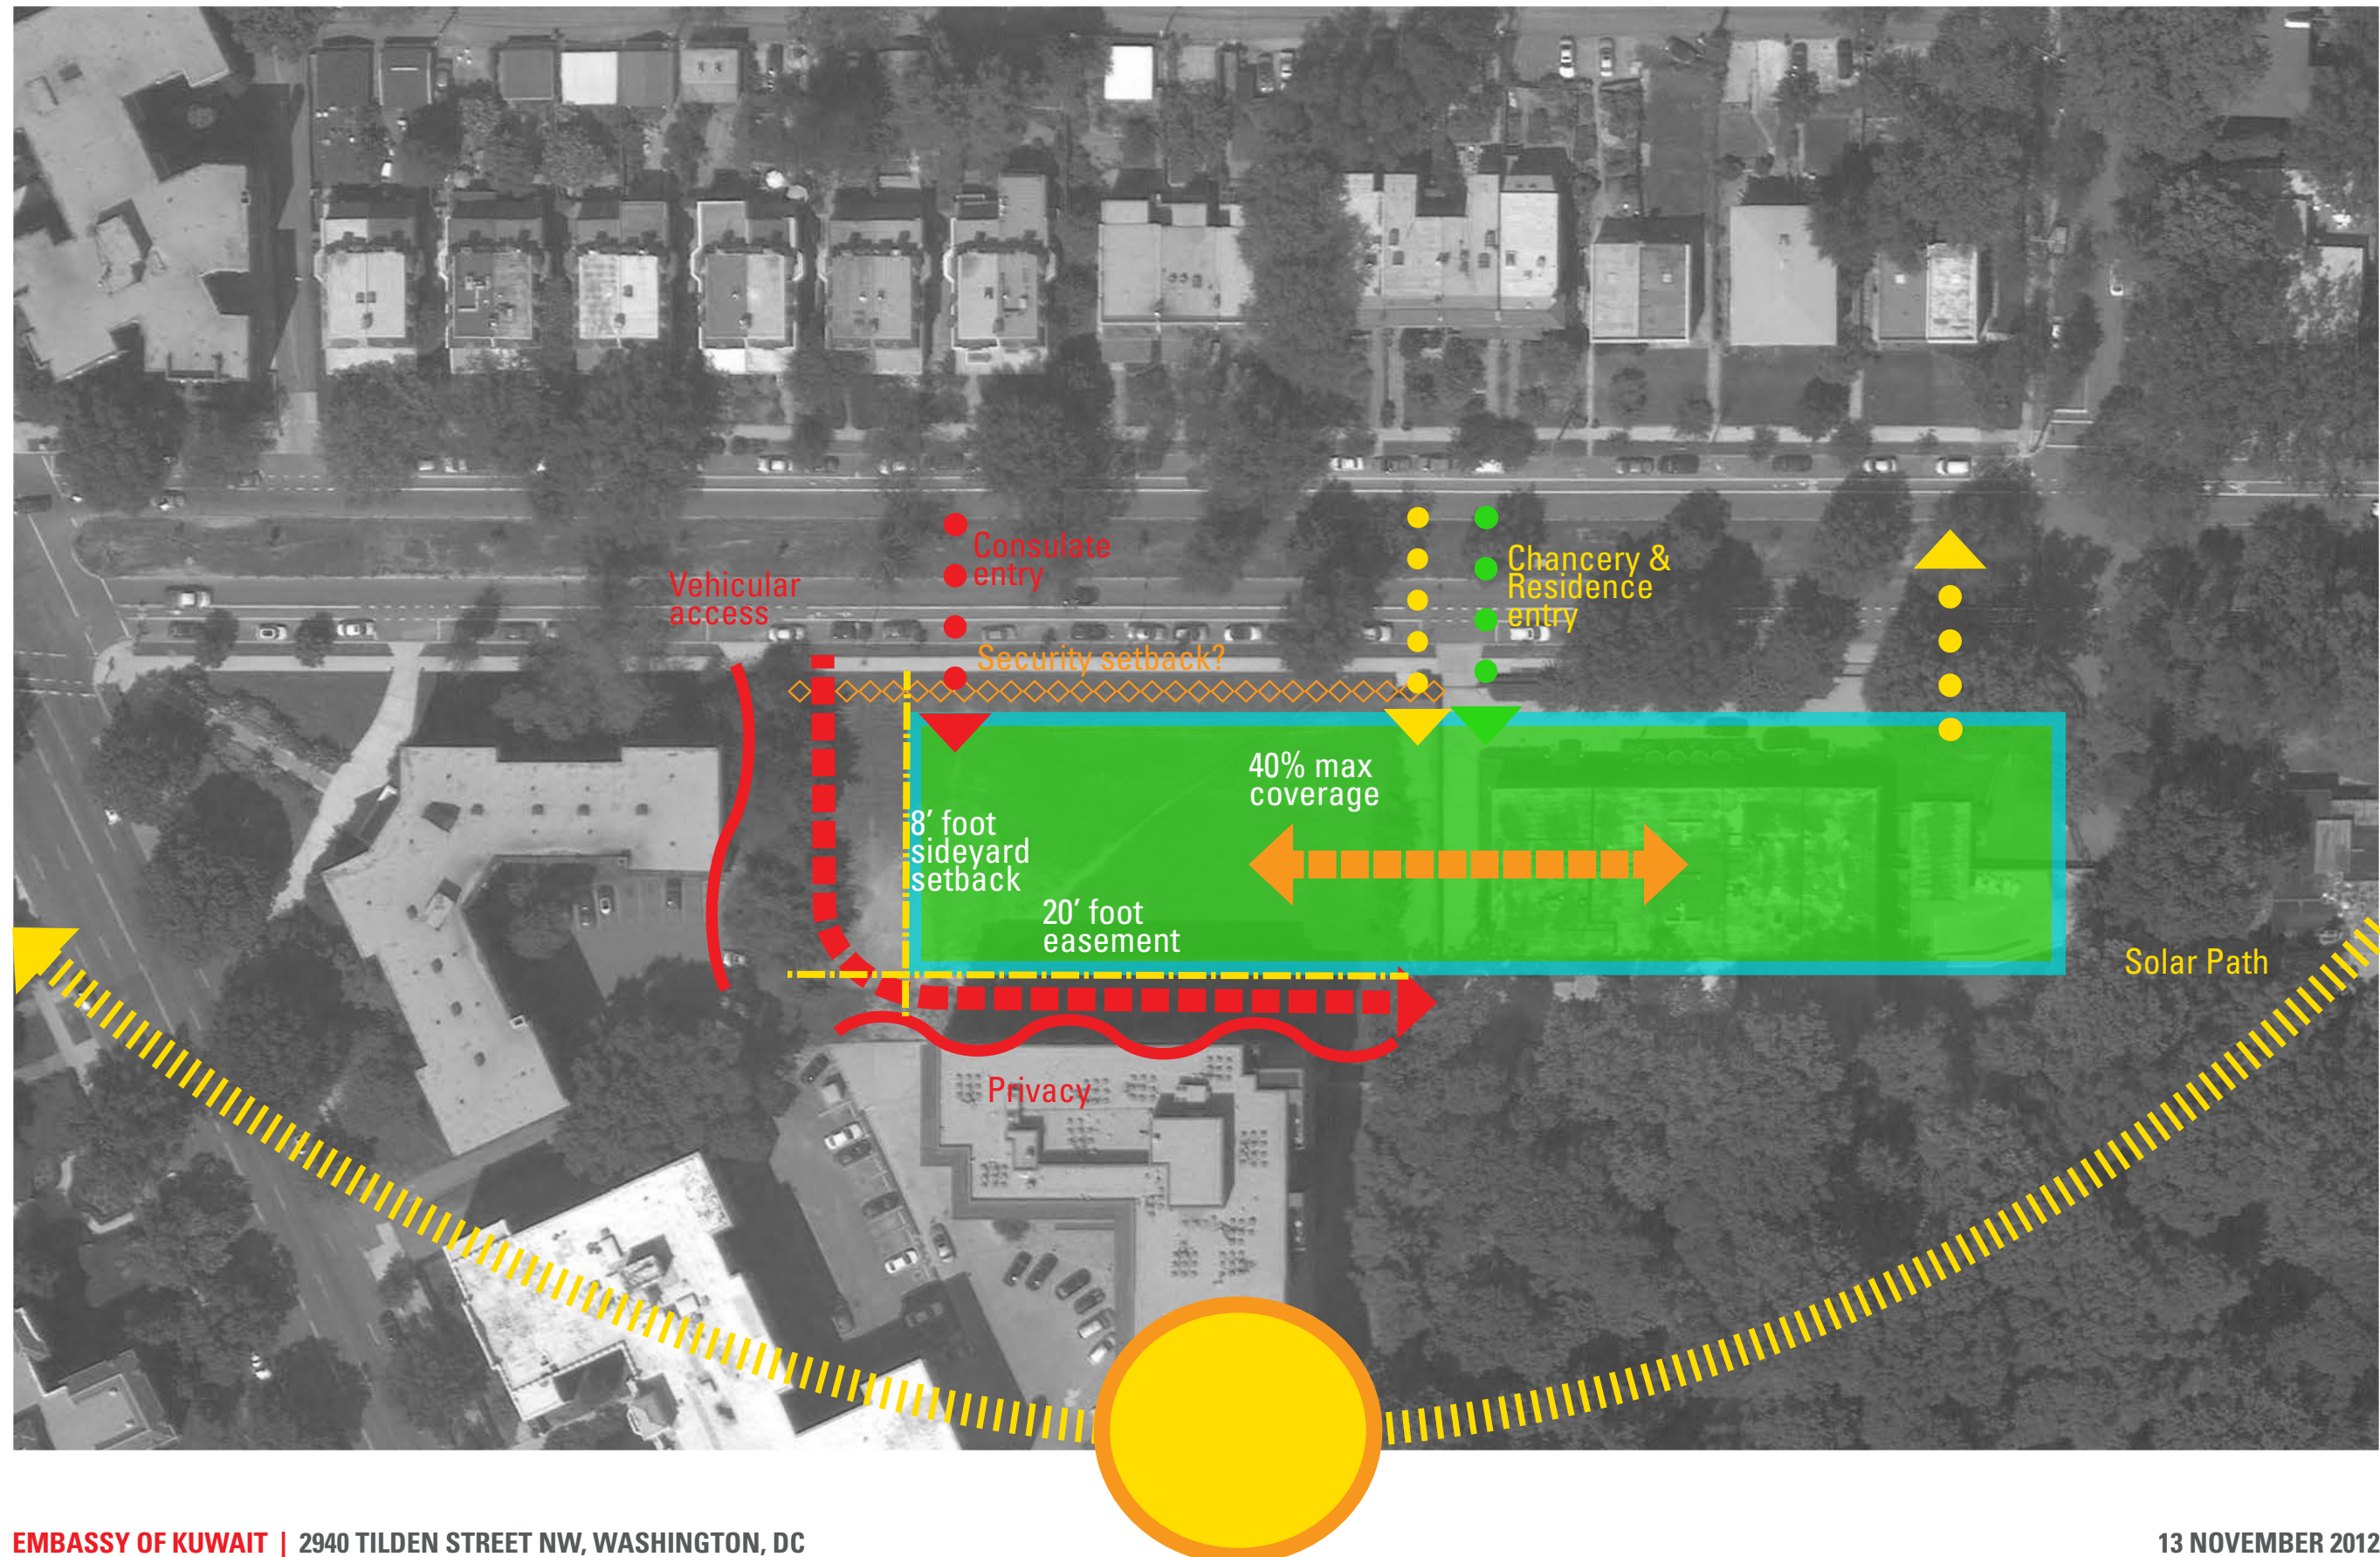 Consulate
entry
Vehicular
access
Chancery &
Residence
entry
Security setback?
40% max
coverage
8’ foot
sideyard
setback
20’ foot
easement
Solar Path
Privacy
EMBASSY OF KUWAIT | 2940 TILDEN STREET NW, WASHINGTON, DC
13 NOVEMBER 2012